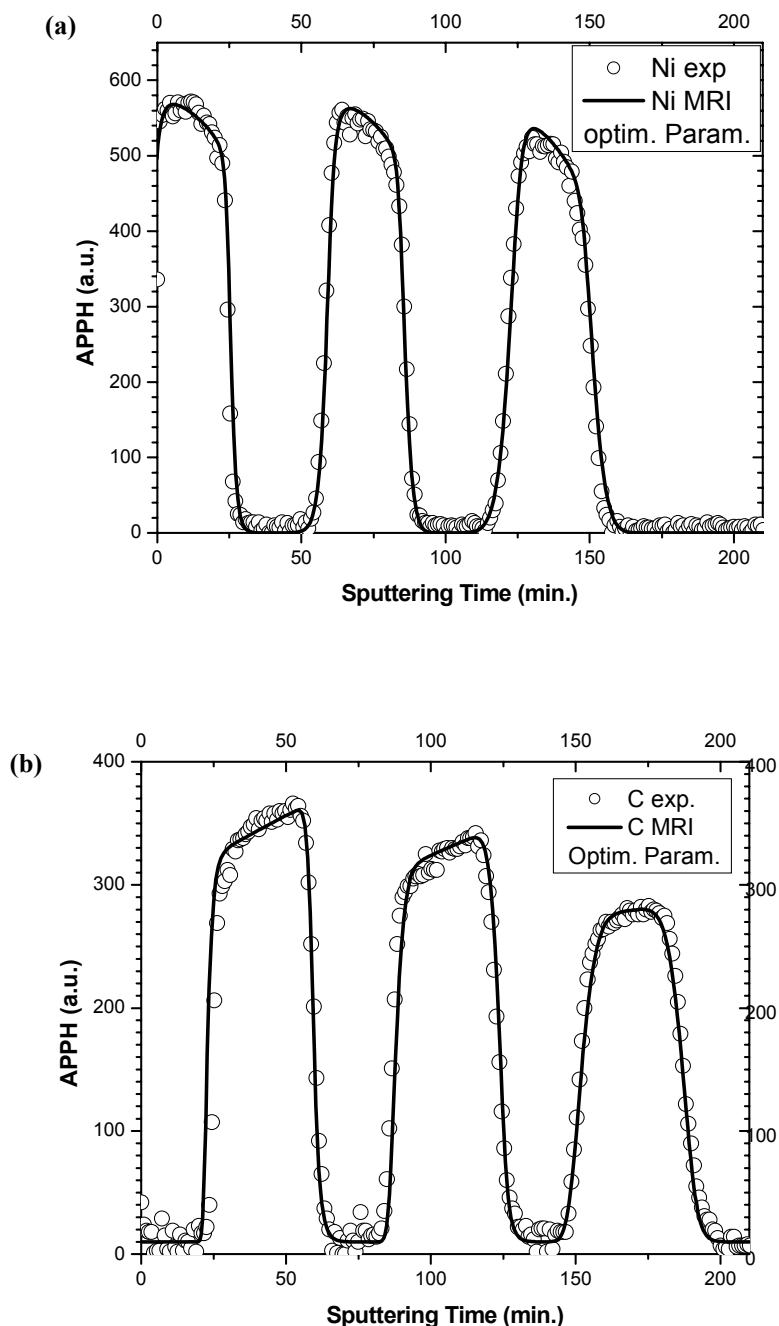 (a)
0 50 100 150 200
Ni exp
Ni MRI
optim. Param.
600
500
400
300
200
100
0
APPH (a.u.)
0 50 100 150 200
Sputtering Time (min.)
(b)
0 50 100 150 200
C exp.
C MRI
Optim. Param.
400
300
200
100
0
APPH (a.u.)
400
300
200
100
0
0 50 100 150 200
Sputtering Time (min.)